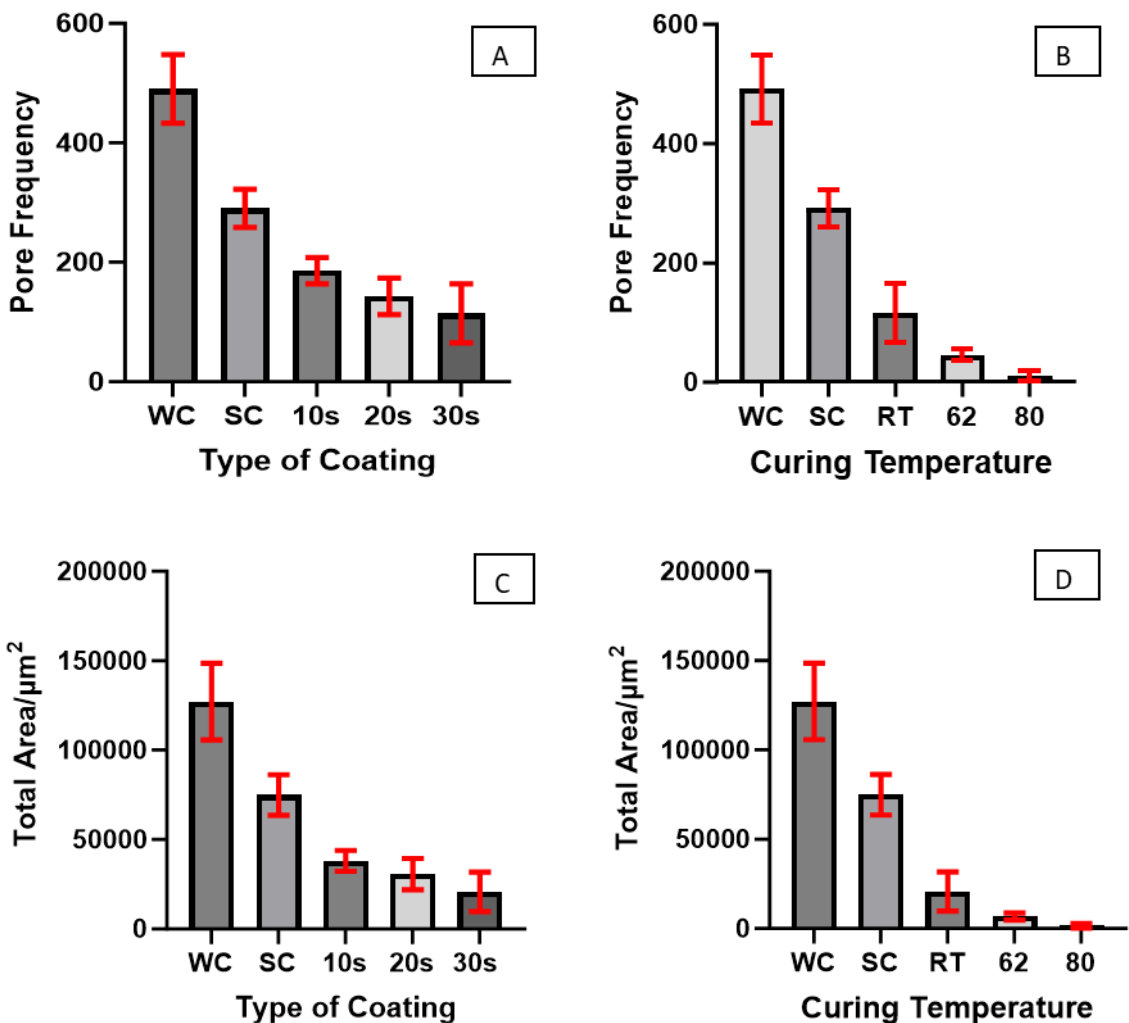 A
Pore Frequency
600
400
200
0
WC SC 10s 20s 30s
Type of Coating
B
Pore Frequency
600
400
200
0
WC SC RT 62 80
Curing Temperature
C
Total Area/µm²
200000
150000
100000
50000
0
WC SC 10s 20s 30s
Type of Coating
D
Total Area/µm²
200000
150000
100000
50000
0
WC SC RT 62 80
Curing Temperature